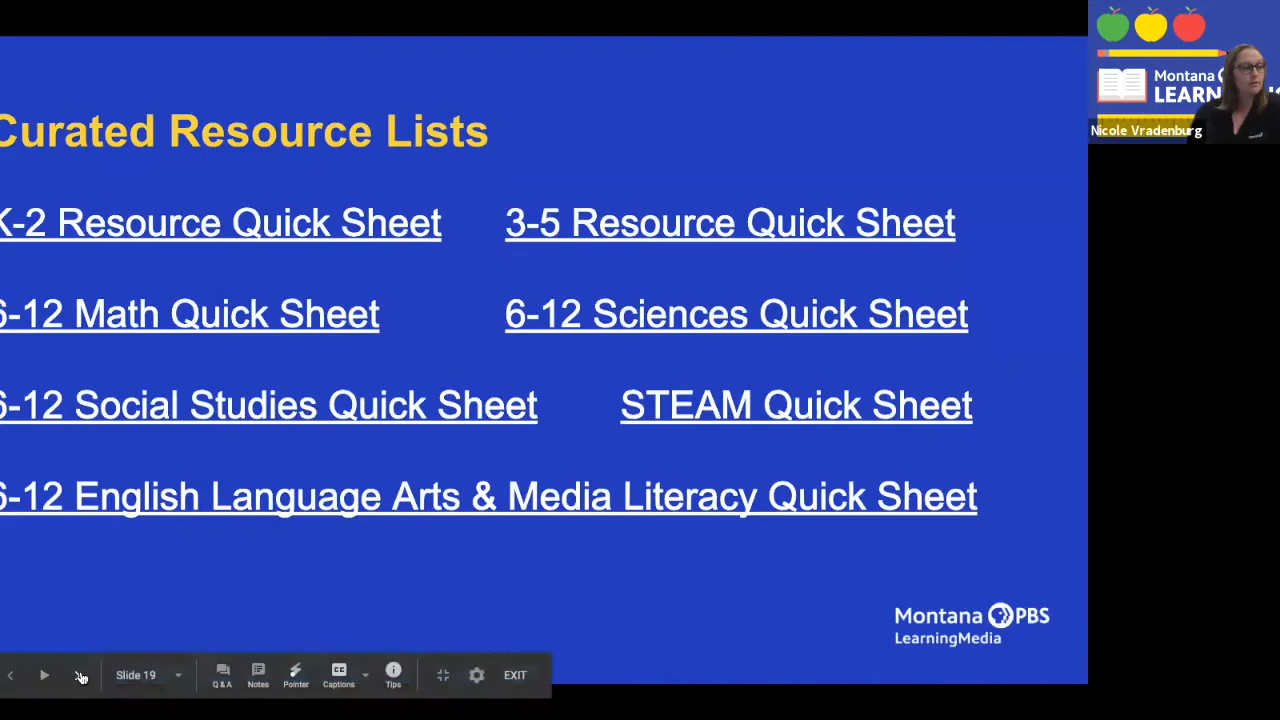 Curated Resource Lists
K-2 Resource Quick Sheet 3-5 Resource Quick Sheet
6-12 Math Quick Sheet 6-12 Sciences Quick Sheet
6-12 Social Studies Quick Sheet STEAM Quick Sheet
6-12 English Language Arts & Media Literacy Quick Sheet
Montana PBS
LearningMedia
Slide 19 Q & A Notes Pointer Captions Tips EXIT
Montana
LEARN
Nicole Vradenburg